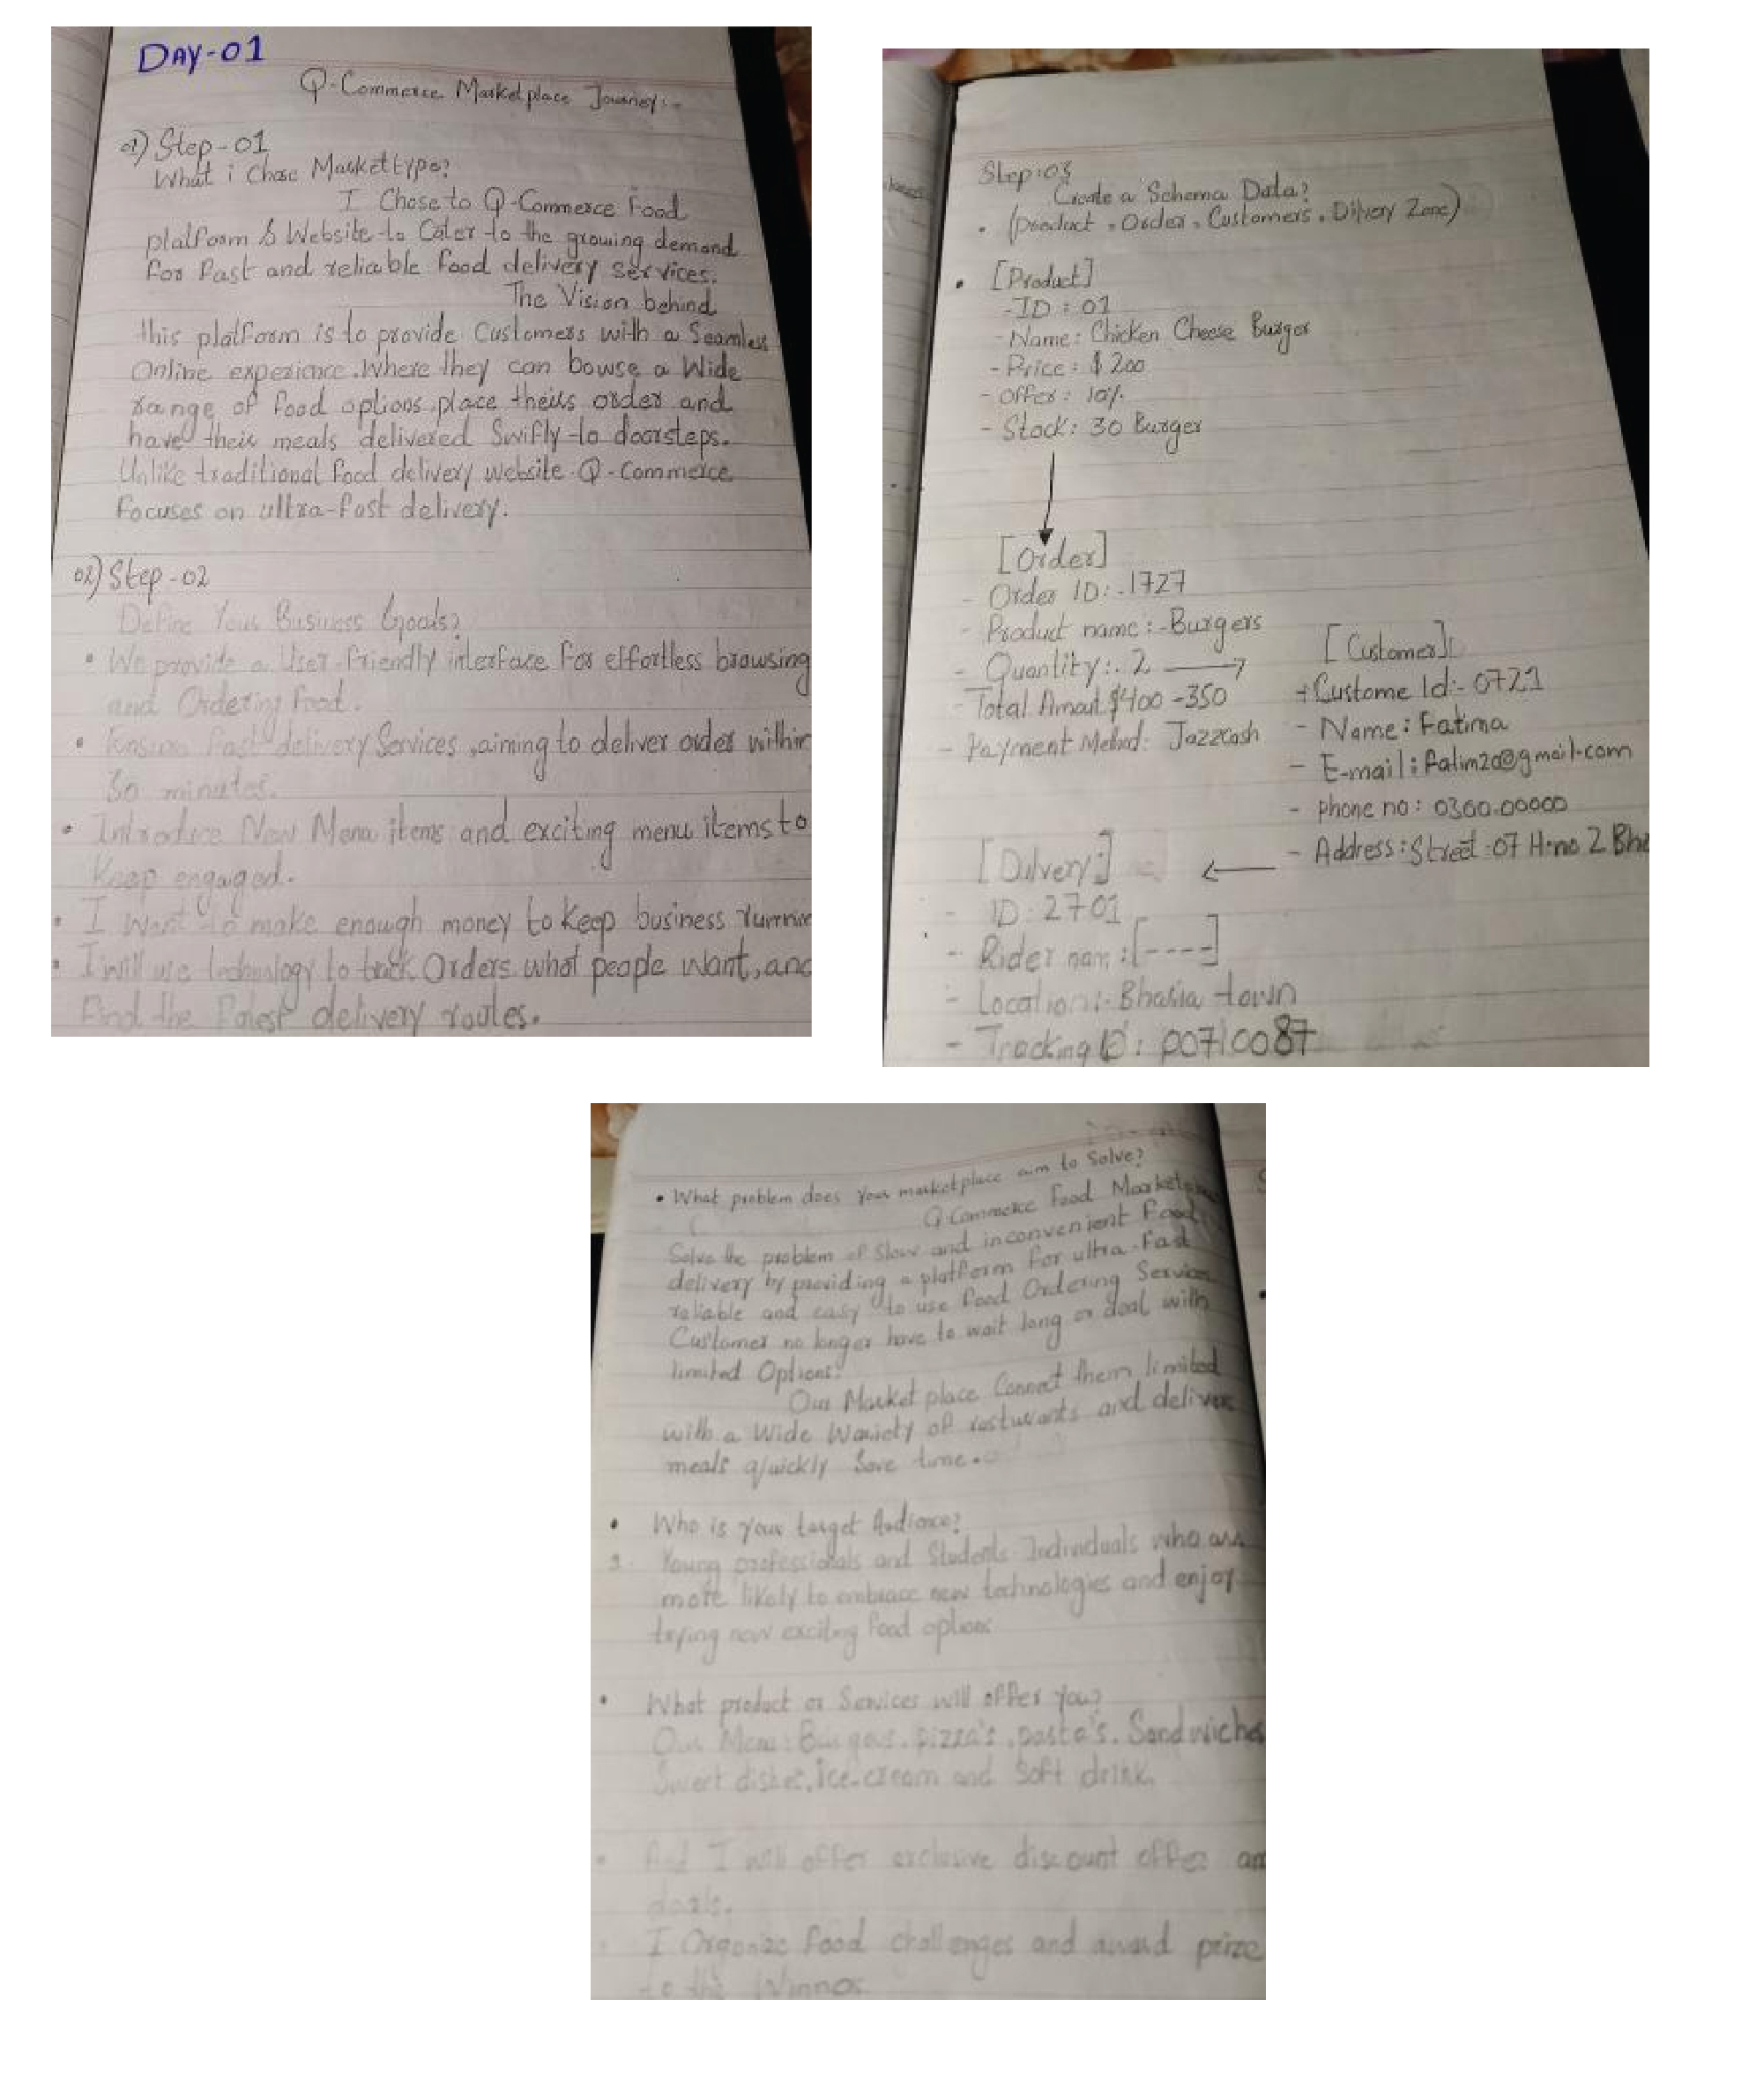 DAY-01
Q-Commerce Marketplace Journey:-
01) Step-01
What i Chose Markettype?
I Chose to Q-Commerce Food
platform & Website to Cater to the growing demand
for fast and reliable food delivery services.
The Vision behind
this platform is to provide Customers with a Seamless
Online experience. Where they can bowse a Wide
range of food options, place theirs order and
have their meals delivered Swifly to doorsteps.
Unlike traditional food delivery website Q-Commerce
Focuses on ultra-fast delivery.
02) Step-02
Define Your Business Goals?
• We provide a User friendly interface for effortless browsing
and Ordering Food.
• Ensure Fast delivery Services, aiming to deliver order within
30 minutes.
• Introduce New Menu items and exciting menu items to
Keep engaged.
• I Want to make enough money to keep business
• I will use technology to track Orders what people Want, and
Find the delivery routes.
Step:03
Create a Schema Data?
• (product, Order, Customers, Dilvery Zone)
• [Product]
- ID : 01
- Name: Chicken Cheese Burger
- Price: $ 200
- Offer: 10%
- Stock: 30 Burger
[Order]
- Order ID:-1727
- Product name:-Burgers
- Quantity:. 2
- Total Amout $400 -350
- Payment Method: JazzCash
[Customer]
+ Custome Id:- 0721
- Name: Fatima
- E-mail: fatim20@gmail.com
- phone no: 0300.00000
- Address: Street:07 H:no 2 Bha
[Dilvery]
- ID:2701
- Rider nam:[----]
- Location:- Bharia town
- Tracking ID: 00710087
• What problem does Your marketplace aim to Solve?
Q-Commerce Food Marketplace
Solve the problem of Slow and inconvenient Food
delivery by providing a platform for ultra-fast
reliable and easy to use food Ordering Services
Customer no longer have to wait long or deal with
limited Options.
Our Market place Connect them limited
with a Wide Wariety of resturants and deliver
meals quickly Save time.
• Who is your target Audience?
Young professionals and Students Individuals who are
more likely to embrace new technologies and enjoy
trying new exciting food options
• What product or Services will offer you?
Our Menu: Burgers, pizza's, pasta's, Sandwiches
Sweet dishes, ice-cream and Soft drink.
• And I will offer exclusive discount offer an
deals.
• I Organize food challenges and award prize
to the Winner